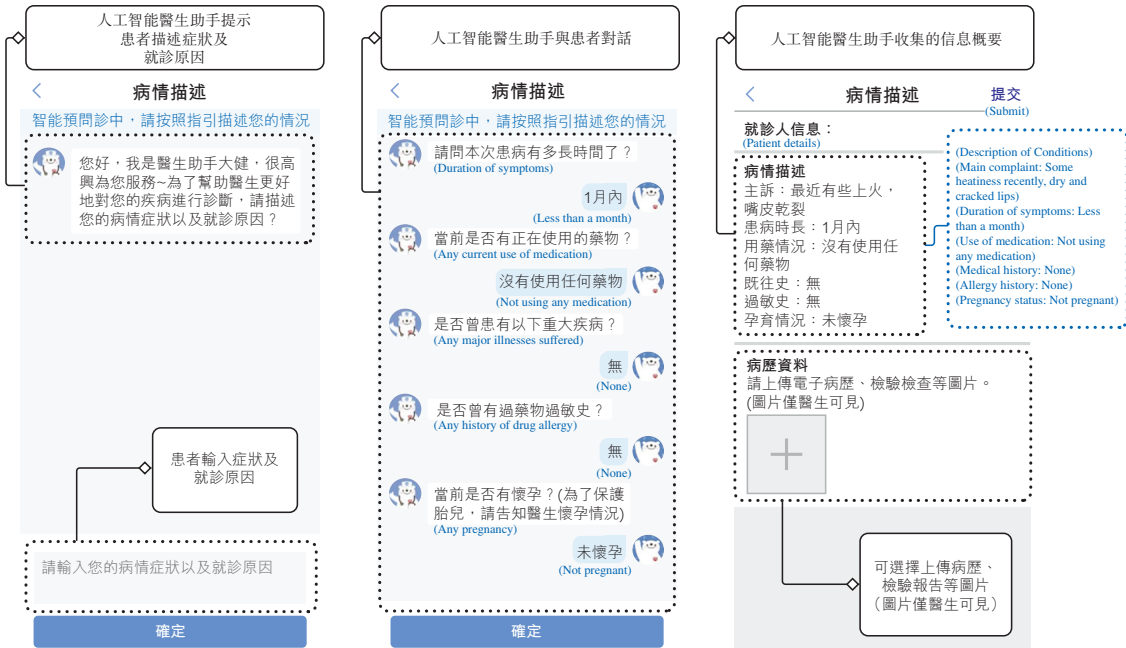 人工智能醫生助手提示
患者描述症狀及
就診原因
病情描述
智能預問診中，請按照指引描述您的情況
您好，我是醫生助手大健，很高
興為您服務~為了幫助醫生更好
地對您的疾病進行診斷，請描述
您的病情症狀以及就診原因？
患者輸入症狀及
就診原因
請輸入您的病情症狀以及就診原因
確定
人工智能醫生助手與患者對話
病情描述
智能預問診中，請按照指引描述您的情況
請問本次患病有多長時間了？
(Duration of symptoms)
1月內
(Less than a month)
當前是否有正在使用的藥物？
(Any current use of medication)
沒有使用任何藥物
(Not using any medication)
是否曾患有以下重大疾病？
(Any major illnesses suffered)
無
(None)
是否曾有過藥物過敏史？
(Any history of drug allergy)
無
(None)
當前是否有懷孕？(為了保護
胎兒，請告知醫生懷孕情況)
(Any pregnancy)
未懷孕
(Not pregnant)
確定
人工智能醫生助手收集的信息概要
病情描述
提交
(Submit)
就診人信息：
(Patient details)
病情描述
主訴：最近有些上火，
嘴皮乾裂
患病時長：1月內
用藥情況：沒有使用任
何藥物
既往史：無
過敏史：無
孕育情況：未懷孕
(Description of Conditions)
(Main complaint: Some
heatiness recently, dry and
cracked lips)
(Duration of symptoms: Less
than a month)
(Use of medication: Not using
any medication)
(Medical history: None)
(Allergy history: None)
(Pregnancy status: Not pregnant)
病歷資料
請上傳電子病歷、檢驗檢查等圖片。
(圖片僅醫生可見)
可選擇上傳病歷、
檢驗報告等圖片
（圖片僅醫生可見）